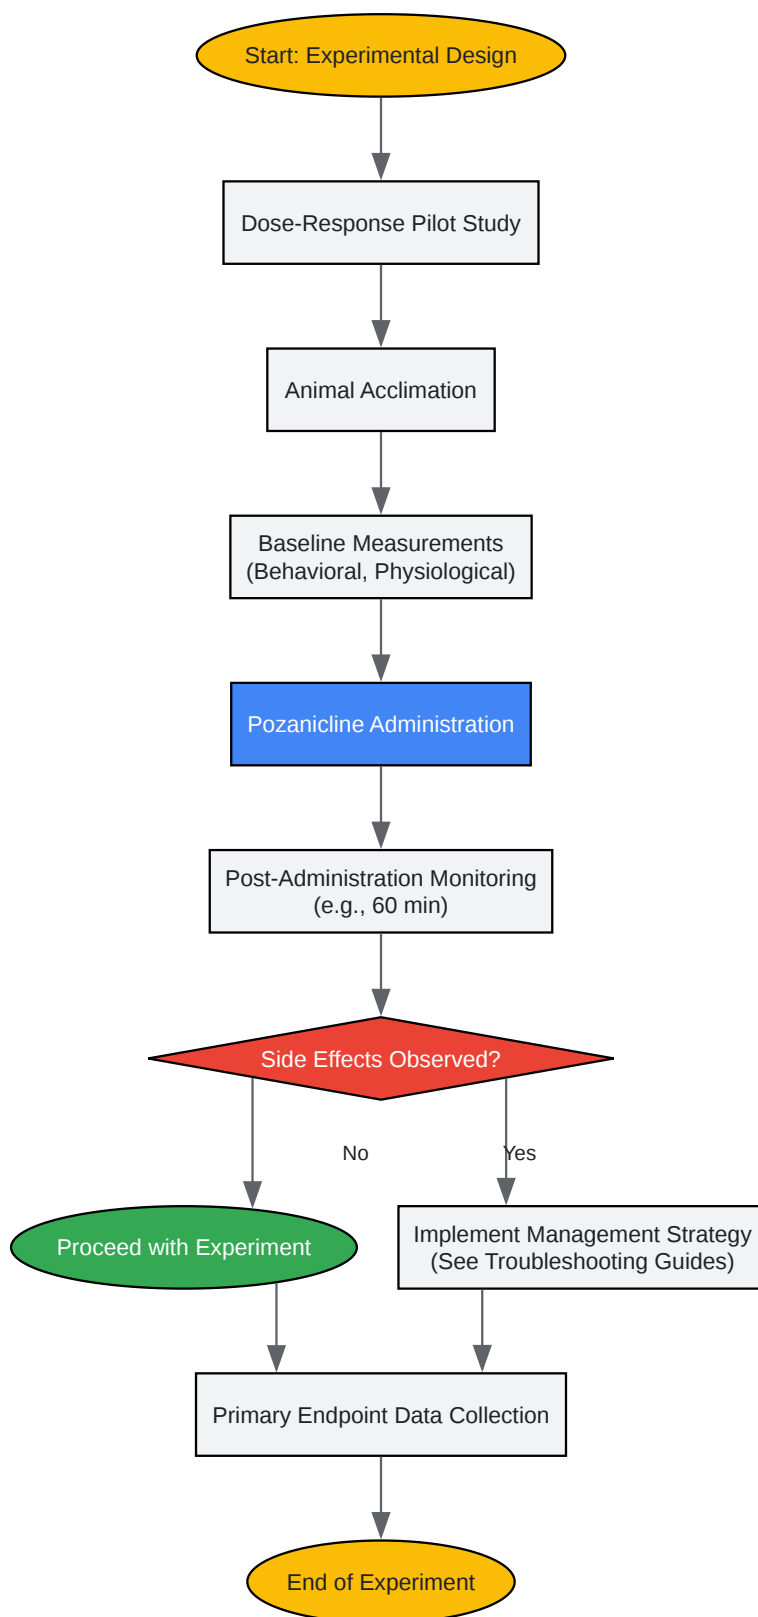 Start: Experimental Design
Dose-Response Pilot Study
Animal Acclimation
Baseline Measurements
(Behavioral, Physiological)
Pozanicline Administration
Post-Administration Monitoring
(e.g., 60 min)
Side Effects Observed?
No
Yes
Proceed with Experiment
Implement Management Strategy
(See Troubleshooting Guides)
Primary Endpoint Data Collection
End of Experiment